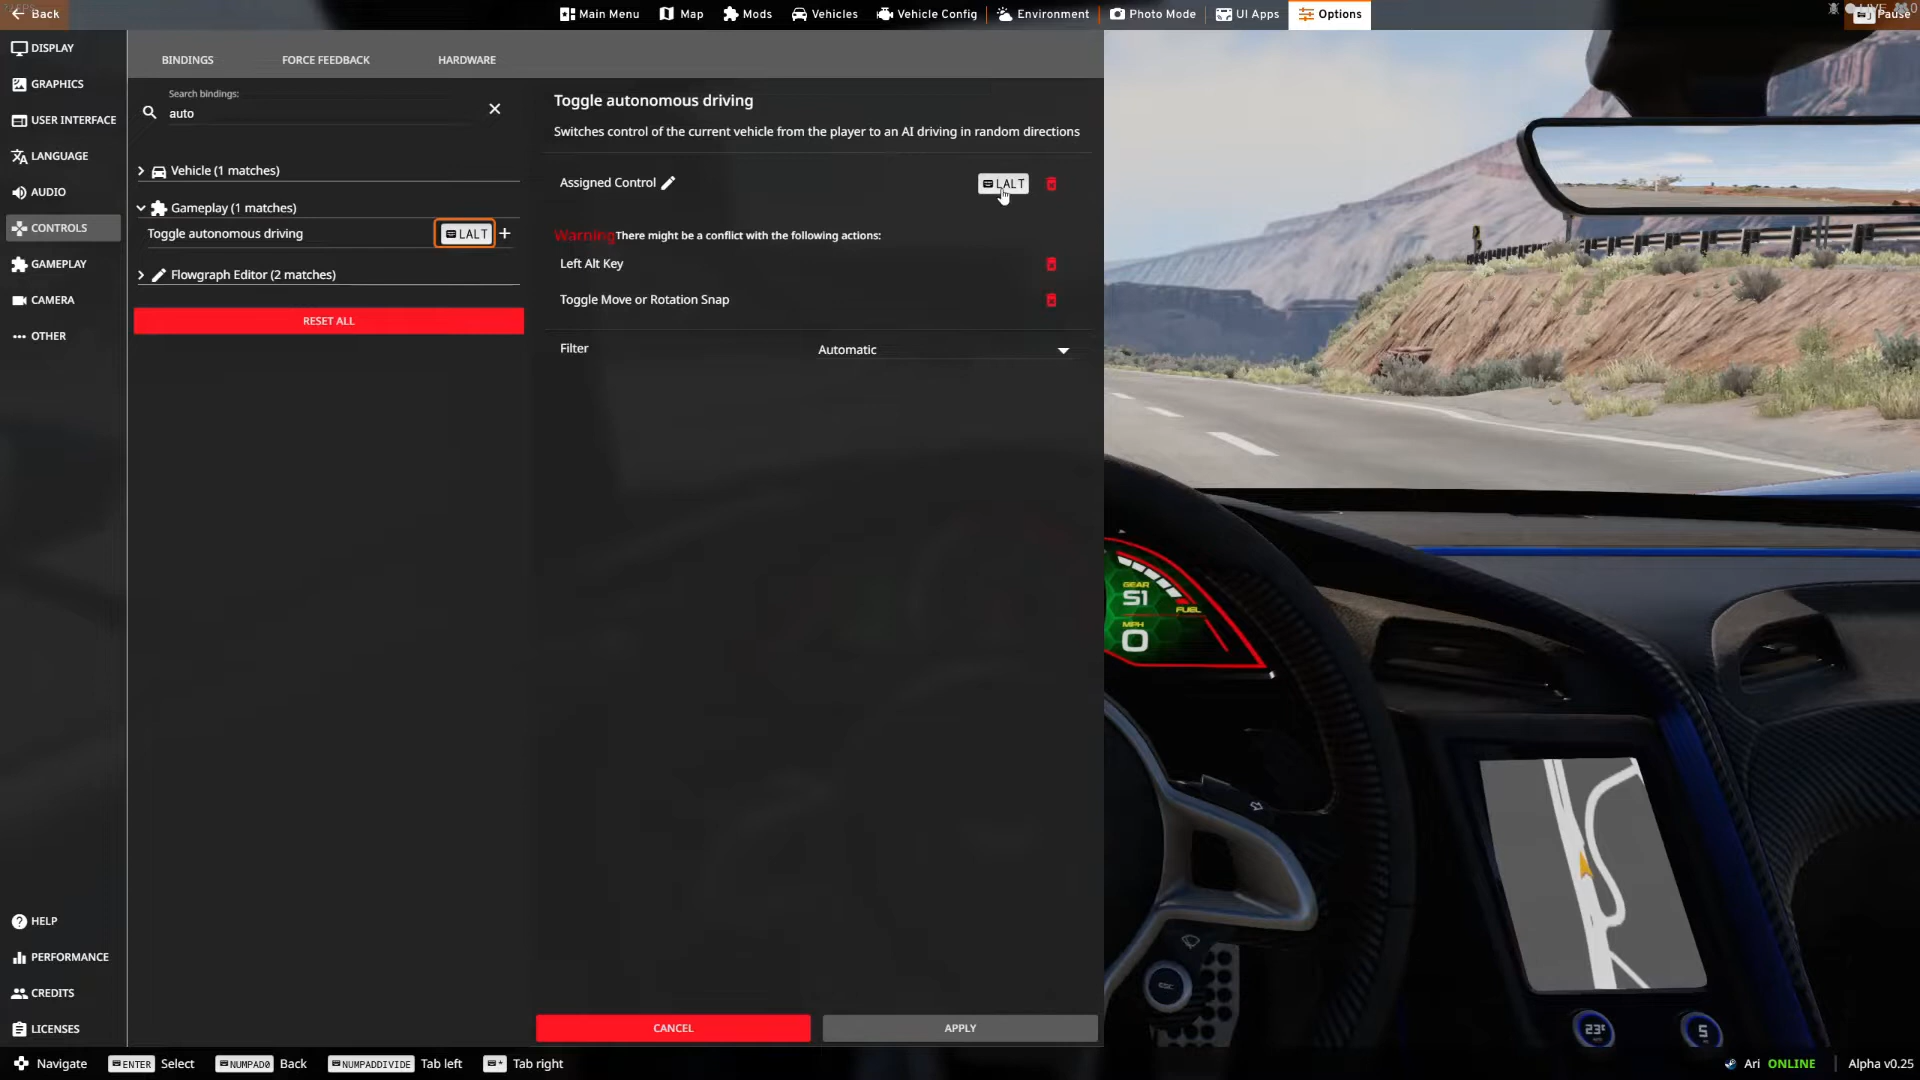 Back
Main Menu
Map
Mods
Vehicles
Vehicle Config
Environment
Photo Mode
UI Apps
Options
Pause
DISPLAY
GRAPHICS
USER INTERFACE
LANGUAGE
AUDIO
CONTROLS
GAMEPLAY
CAMERA
OTHER
HELP
PERFORMANCE
CREDITS
LICENSES
BINDINGS
FORCE FEEDBACK
HARDWARE
Search bindings:
auto
Vehicle (1 matches)
Gameplay (1 matches)
Toggle autonomous driving LALT
Flowgraph Editor (2 matches)
RESET ALL
Toggle autonomous driving
Switches control of the current vehicle from the player to an AI driving in random directions
Assigned Control LALT
Warning There might be a conflict with the following actions:
Left Alt Key
Toggle Move or Rotation Snap
Filter Automatic
CANCEL
APPLY
GEAR
S1
FUEL
MPH
0
ESC
23°
5
Navigate
ENTER Select
NUMPAD0 Back
NUMPADDIVIDE Tab left
Tab right
Ari ONLINE
Alpha v0.25